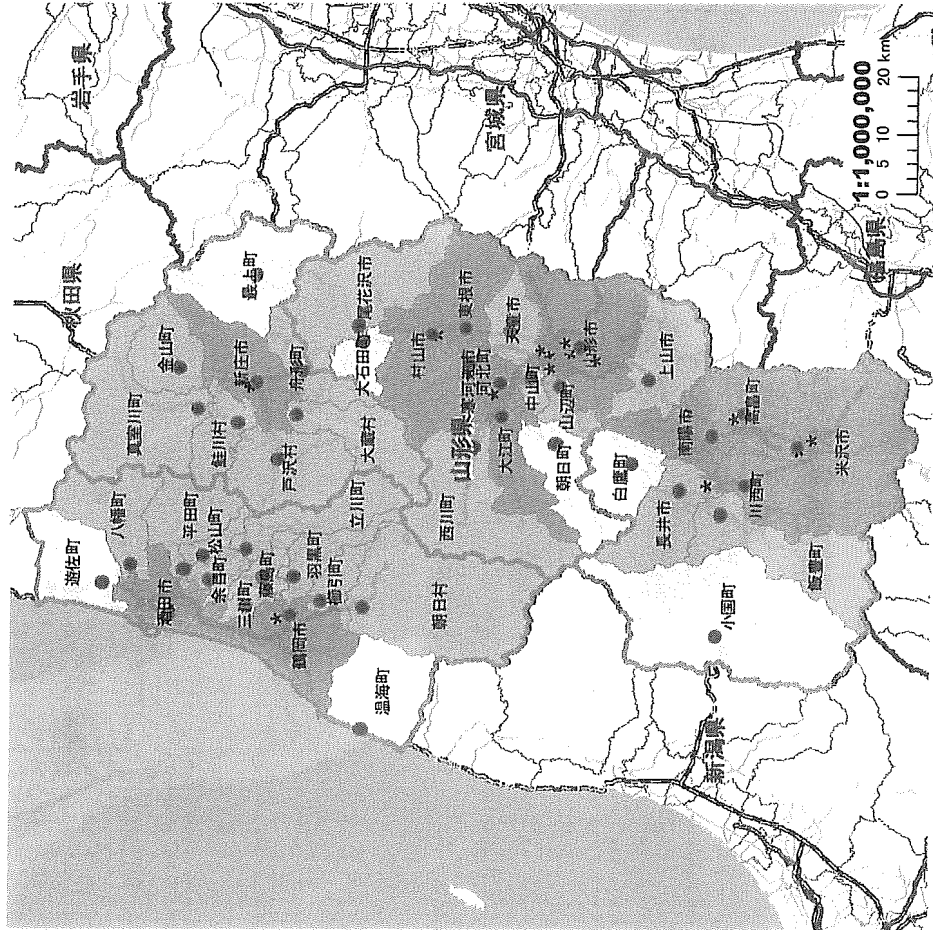 岩手県
秋田県
宮城県
福島県
新潟県
山形県
遊佐町
八幡町
酒田市
平田町
松山町
余目町
三川町
藤島町
羽黒町
櫛引町
鶴岡市
立川町
朝日村
温海町
真室川町
金山町
最上町
新庄市
鮭川村
戸沢村
舟形町
大蔵村
尾花沢市
村山市
東根市
天童市
河北町
寒河江市
西川町
大江町
中山町
山辺町
山形市
朝日町
上山市
白鷹町
南陽市
高畠町
長井市
川西町
米沢市
飯豊町
小国町
1:1,000,000
0 5 10 20 km